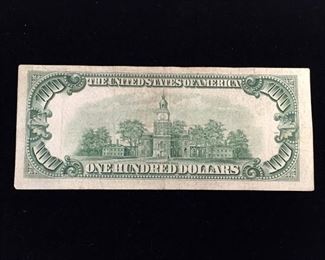 THE UNITED STATES OF AMERICA
100 100
100 100
ONE HUNDRED DOLLARS